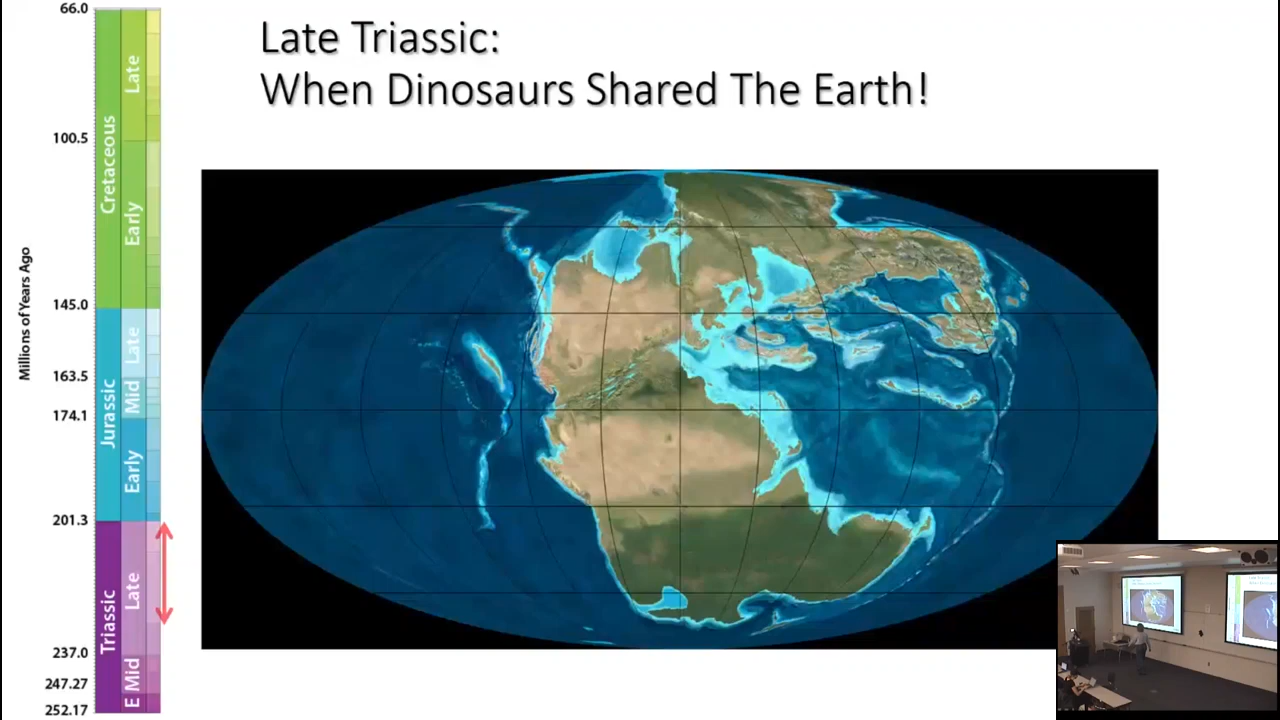 Late Triassic:
When Dinosaurs Shared The Earth!
Millions of Years Ago
66.0
100.5
145.0
163.5
174.1
201.3
237.0
247.27
252.17
Cretaceous
Late
Early
Jurassic
Late
Mid
Early
Triassic
Late
Mid
E